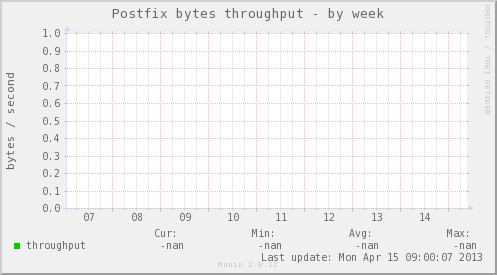 Postfix bytes throughput - by week
RRDTOOL / TOBI OETIKER
bytes / second
1.0
0.9
0.8
0.7
0.6
0.5
0.4
0.3
0.2
0.1
0.0
07 08 09 10 11 12 13 14
Cur: Min: Avg: Max:
throughput -nan -nan -nan -nan
Last update: Mon Apr 15 09:00:07 2013
Munin 2.0.12